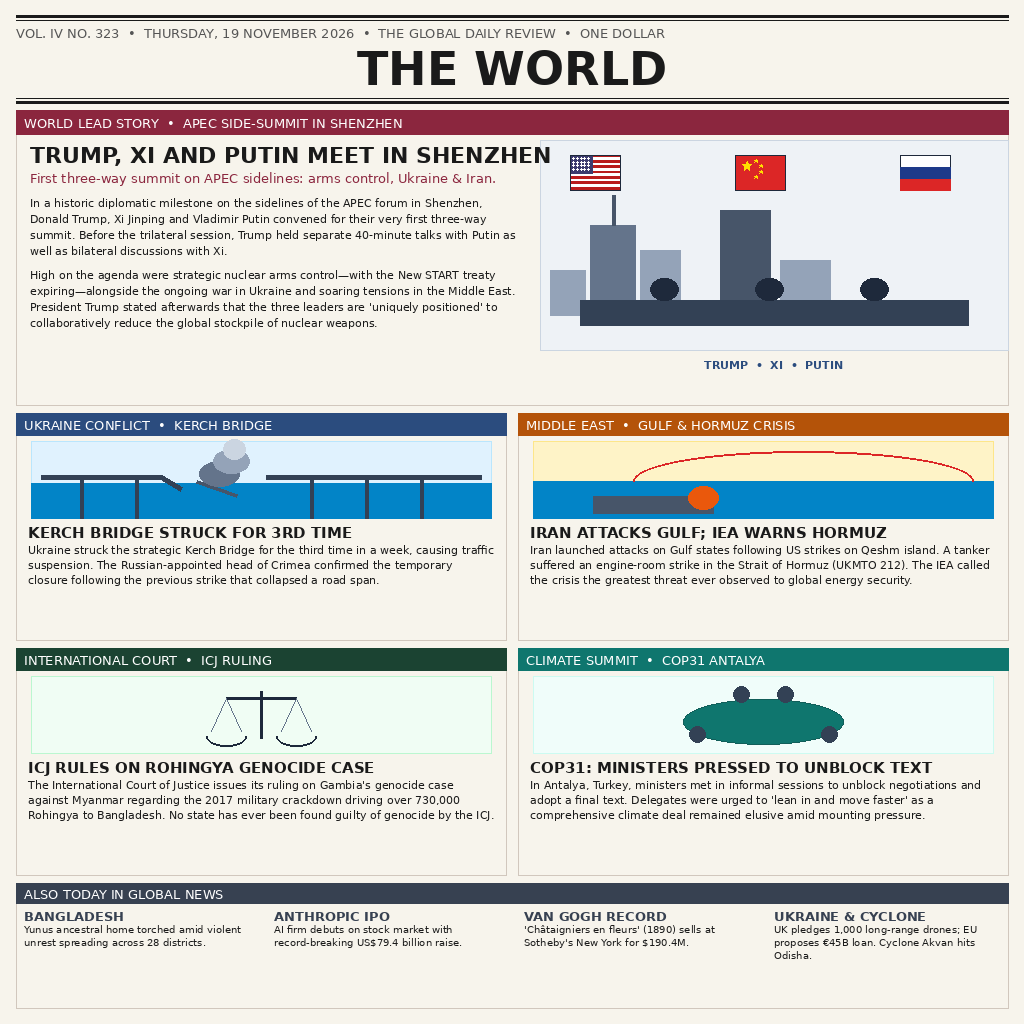 VOL. IV NO. 323 • THURSDAY, 19 NOVEMBER 2026 • THE GLOBAL DAILY REVIEW • ONE DOLLAR
THE WORLD
WORLD LEAD STORY • APEC SIDE-SUMMIT IN SHENZHEN
TRUMP, XI AND PUTIN MEET IN SHENZHEN
First three-way summit on APEC sidelines: arms control, Ukraine & Iran.
In a historic diplomatic milestone on the sidelines of the APEC forum in Shenzhen,
Donald Trump, Xi Jinping and Vladimir Putin convened for their very first three-way
summit. Before the trilateral session, Trump held separate 40-minute talks with Putin as
well as bilateral discussions with Xi.
High on the agenda were strategic nuclear arms control—with the New START treaty
expiring—alongside the ongoing war in Ukraine and soaring tensions in the Middle East.
President Trump stated afterwards that the three leaders are 'uniquely positioned' to
collaboratively reduce the global stockpile of nuclear weapons.
TRUMP • XI • PUTIN
UKRAINE CONFLICT • KERCH BRIDGE
KERCH BRIDGE STRUCK FOR 3RD TIME
Ukraine struck the strategic Kerch Bridge for the third time in a week, causing traffic
suspension. The Russian-appointed head of Crimea confirmed the temporary
closure following the previous strike that collapsed a road span.
MIDDLE EAST • GULF & HORMUZ CRISIS
IRAN ATTACKS GULF; IEA WARNS HORMUZ
Iran launched attacks on Gulf states following US strikes on Qeshm island. A tanker
suffered an engine-room strike in the Strait of Hormuz (UKMTO 212). The IEA called
the crisis the greatest threat ever observed to global energy security.
INTERNATIONAL COURT • ICJ RULING
ICJ RULES ON ROHINGYA GENOCIDE CASE
The International Court of Justice issues its ruling on Gambia's genocide case
against Myanmar regarding the 2017 military crackdown driving over 730,000
Rohingya to Bangladesh. No state has ever been found guilty of genocide by the ICJ.
CLIMATE SUMMIT • COP31 ANTALYA
COP31: MINISTERS PRESSED TO UNBLOCK TEXT
In Antalya, Turkey, ministers met in informal sessions to unblock negotiations and
adopt a final text. Delegates were urged to 'lean in and move faster' as a
comprehensive climate deal remained elusive amid mounting pressure.
ALSO TODAY IN GLOBAL NEWS
BANGLADESH
Yunus ancestral home torched amid violent
unrest spreading across 28 districts.
ANTHROPIC IPO
AI firm debuts on stock market with
record-breaking US$79.4 billion raise.
VAN GOGH RECORD
'Châtaigniers en fleurs' (1890) sells at
Sotheby's New York for $190.4M.
UKRAINE & CYCLONE
UK pledges 1,000 long-range drones; EU
proposes €45B loan. Cyclone Akvan hits
Odisha.